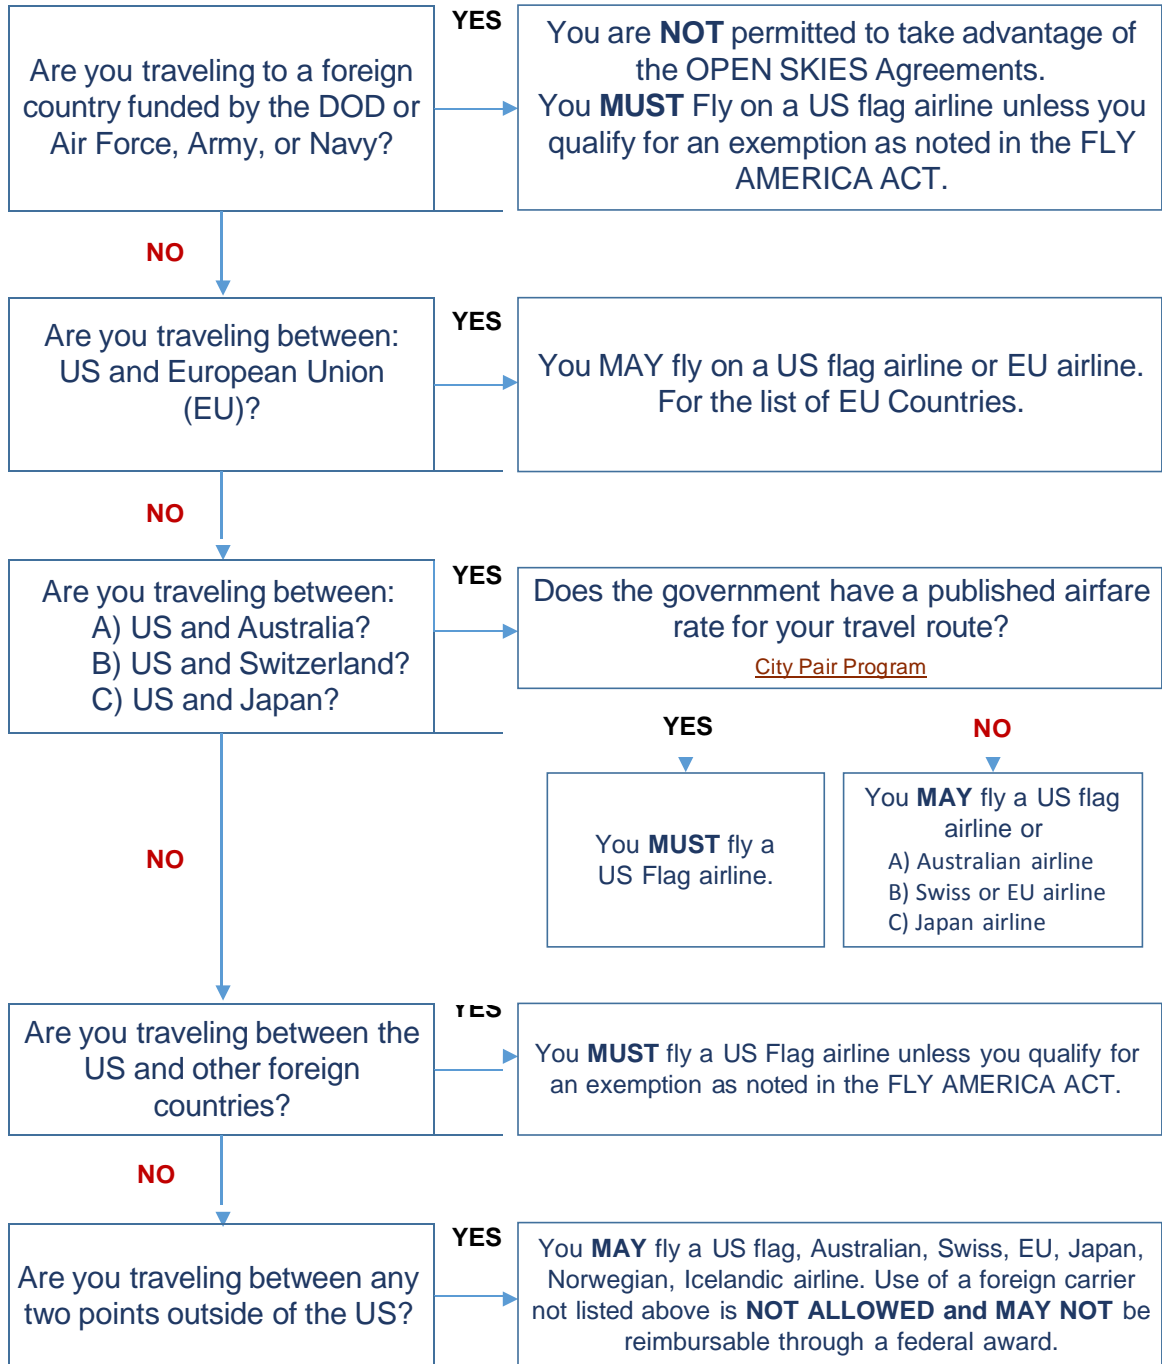 Are you traveling to a foreign
country funded by the DOD or
Air Force, Army, or Navy?
YES
You are NOT permitted to take advantage of
the OPEN SKIES Agreements.
You MUST Fly on a US flag airline unless you
qualify for an exemption as noted in the FLY
AMERICA ACT.
NO
Are you traveling between:
US and European Union
(EU)?
YES
You MAY fly on a US flag airline or EU airline.
For the list of EU Countries.
NO
Are you traveling between:
A) US and Australia?
B) US and Switzerland?
C) US and Japan?
YES
Does the government have a published airfare
rate for your travel route?
City Pair Program
YES
You MUST fly a
US Flag airline.
NO
You MAY fly a US flag
airline or
A) Australian airline
B) Swiss or EU airline
C) Japan airline
NO
Are you traveling between the
US and other foreign
countries?
YES
You MUST fly a US Flag airline unless you qualify for
an exemption as noted in the FLY AMERICA ACT.
NO
Are you traveling between any
two points outside of the US?
YES
You MAY fly a US flag, Australian, Swiss, EU, Japan,
Norwegian, Icelandic airline. Use of a foreign carrier
not listed above is NOT ALLOWED and MAY NOT be
reimbursable through a federal award.